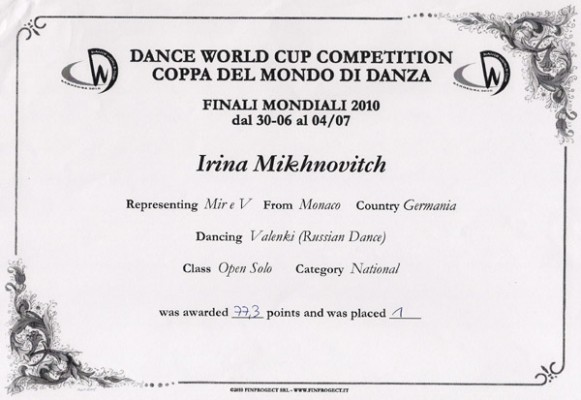 DANCE WORLD CUP COMPETITION
COPPA DEL MONDO DI DANZA
FINALI MONDIALI 2010
dal 30-06 al 04/07
Irina Mikhnovitch
Representing Mir e V From Monaco Country Germania
Dancing Valenki (Russian Dance)
Class Open Solo Category National
was awarded 77,3 points and was placed 1